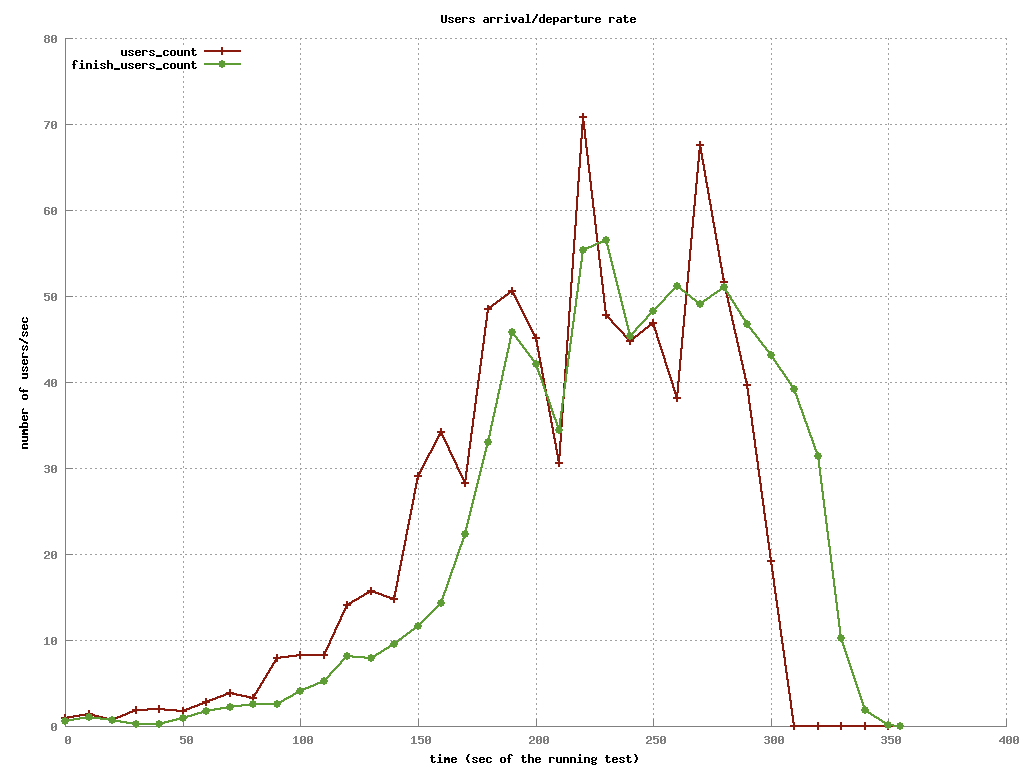 Users arrival/departure rate
users_count
finish_users_count
80
70
60
50
40
30
20
10
0
number of users/sec
0 50 100 150 200 250 300 350 400
time (sec of the running test)